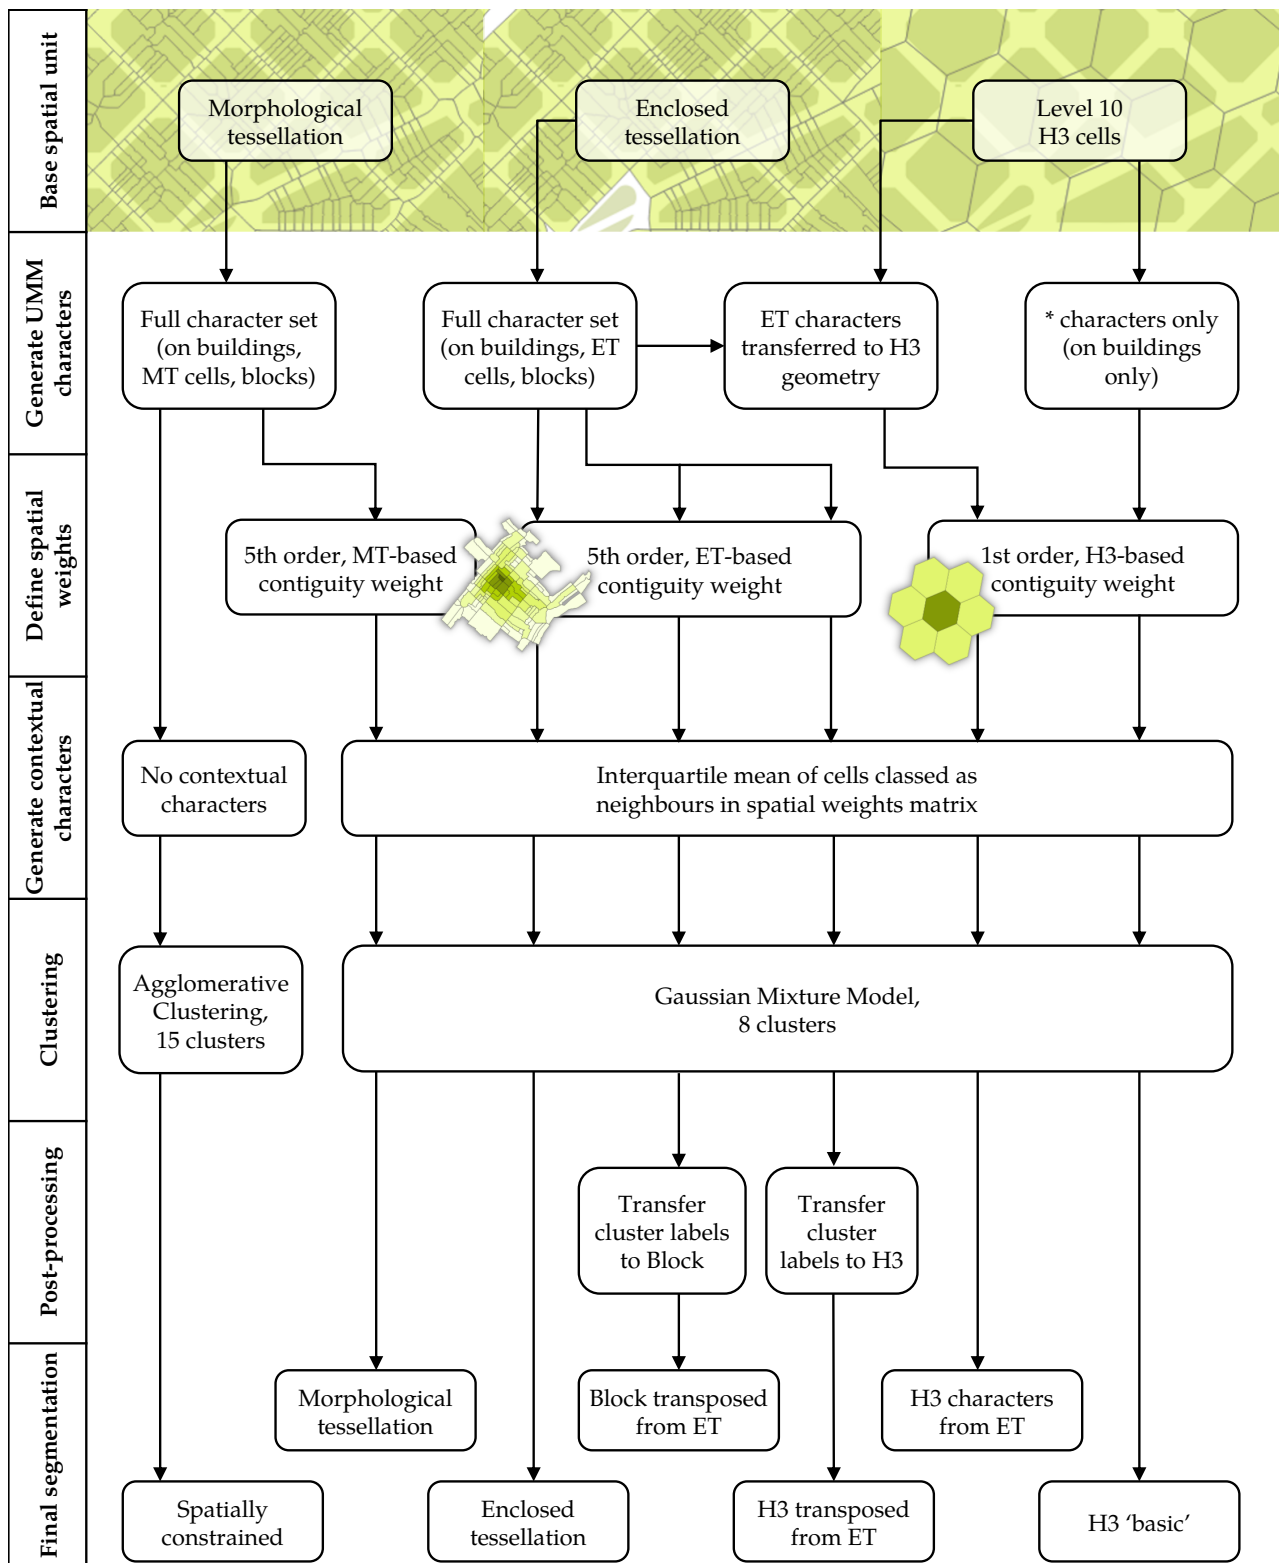 Base spatial unit
Morphological
tessellation
Enclosed
tessellation
Level 10
H3 cells
Generate UMM
characters
Full character set
(on buildings,
MT cells, blocks)
Full character set
(on buildings, ET
cells, blocks)
ET characters
transferred to H3
geometry
* characters only
(on buildings
only)
Define spatial
weights
5th order, MT-based
contiguity weight
5th order, ET-based
contiguity weight
1st order, H3-based
contiguity weight
Generate contextual
characters
No contextual
characters
Interquartile mean of cells classed as
neighbours in spatial weights matrix
Clustering
Agglomerative
Clustering,
15 clusters
Gaussian Mixture Model,
8 clusters
Post-processing
Transfer
cluster labels
to Block
Transfer
cluster
labels to H3
Final segmentation
Morphological
tessellation
Block transposed
from ET
H3 characters
from ET
Spatially
constrained
Enclosed
tessellation
H3 transposed
from ET
H3 ‘basic’